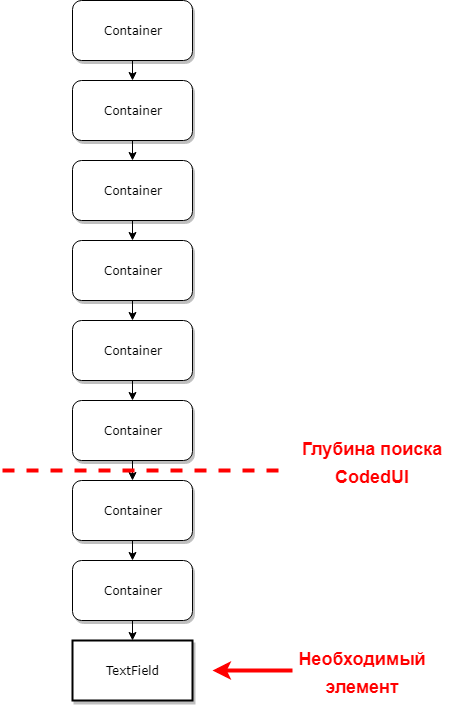 Container
Container
Container
Container
Container
Container
Глубина поиска
CodedUI
Container
Container
TextField
Необходимый
элемент